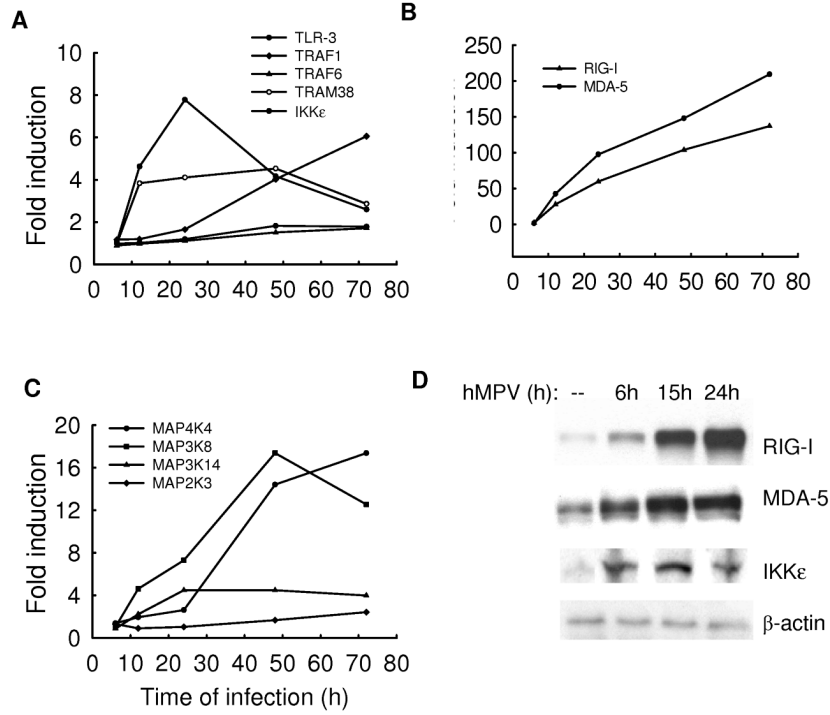 A
TLR-3
TRAF1
TRAF6
TRAM38
IKKε
Fold induction
10
8
6
4
2
0
0 10 20 30 40 50 60 70 80
B
RIG-I
MDA-5
250
200
150
100
50
0
0 10 20 30 40 50 60 70 80
C
MAP4K4
MAP3K8
MAP3K14
MAP2K3
Fold induction
20
16
12
8
4
0
0 10 20 30 40 50 60 70 80
Time of infection (h)
D
hMPV (h): -- 6h 15h 24h
RIG-I
MDA-5
IKKε
β-actin